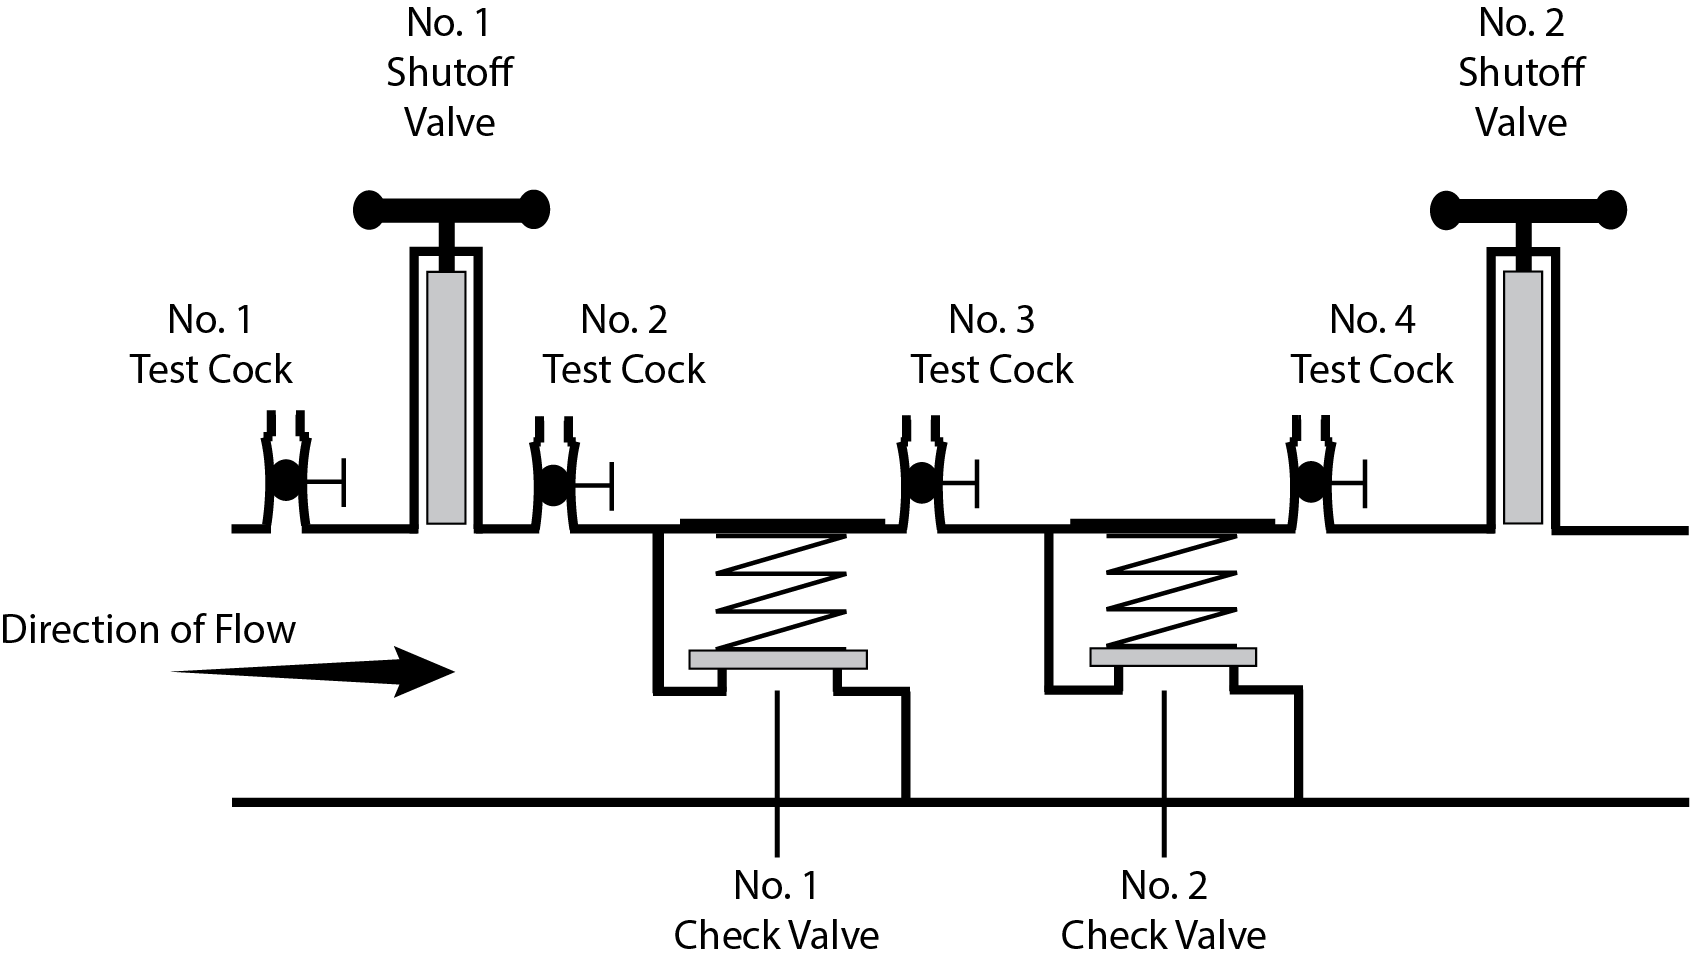 No. 1
Shutoff
Valve
No. 2
Shutoff
Valve
No. 1
Test Cock
No. 2
Test Cock
No. 3
Test Cock
No. 4
Test Cock
Direction of Flow
No. 1
Check Valve
No. 2
Check Valve